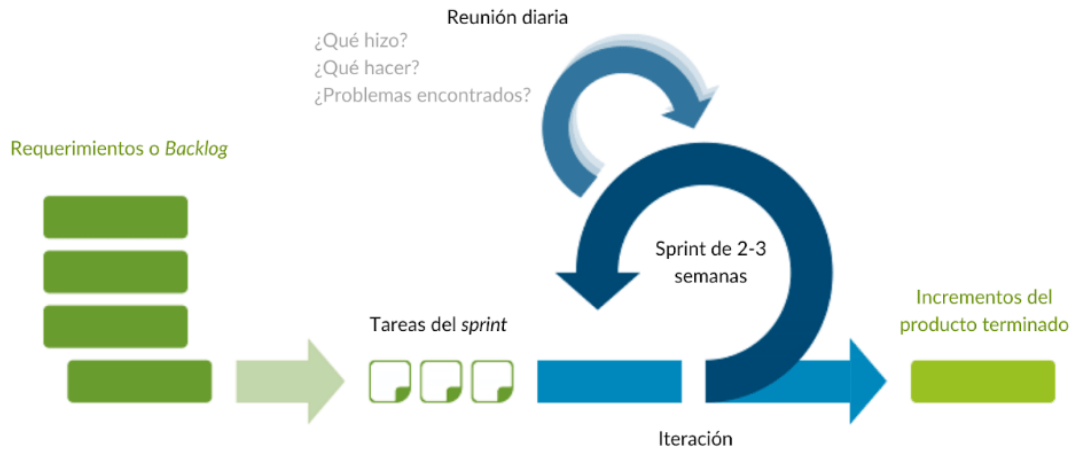 Reunión diaria
¿Qué hizo?
¿Qué hacer?
¿Problemas encontrados?
Requerimientos o Backlog
Sprint de 2-3
semanas
Tareas del sprint
Incrementos del
producto terminado
Iteración